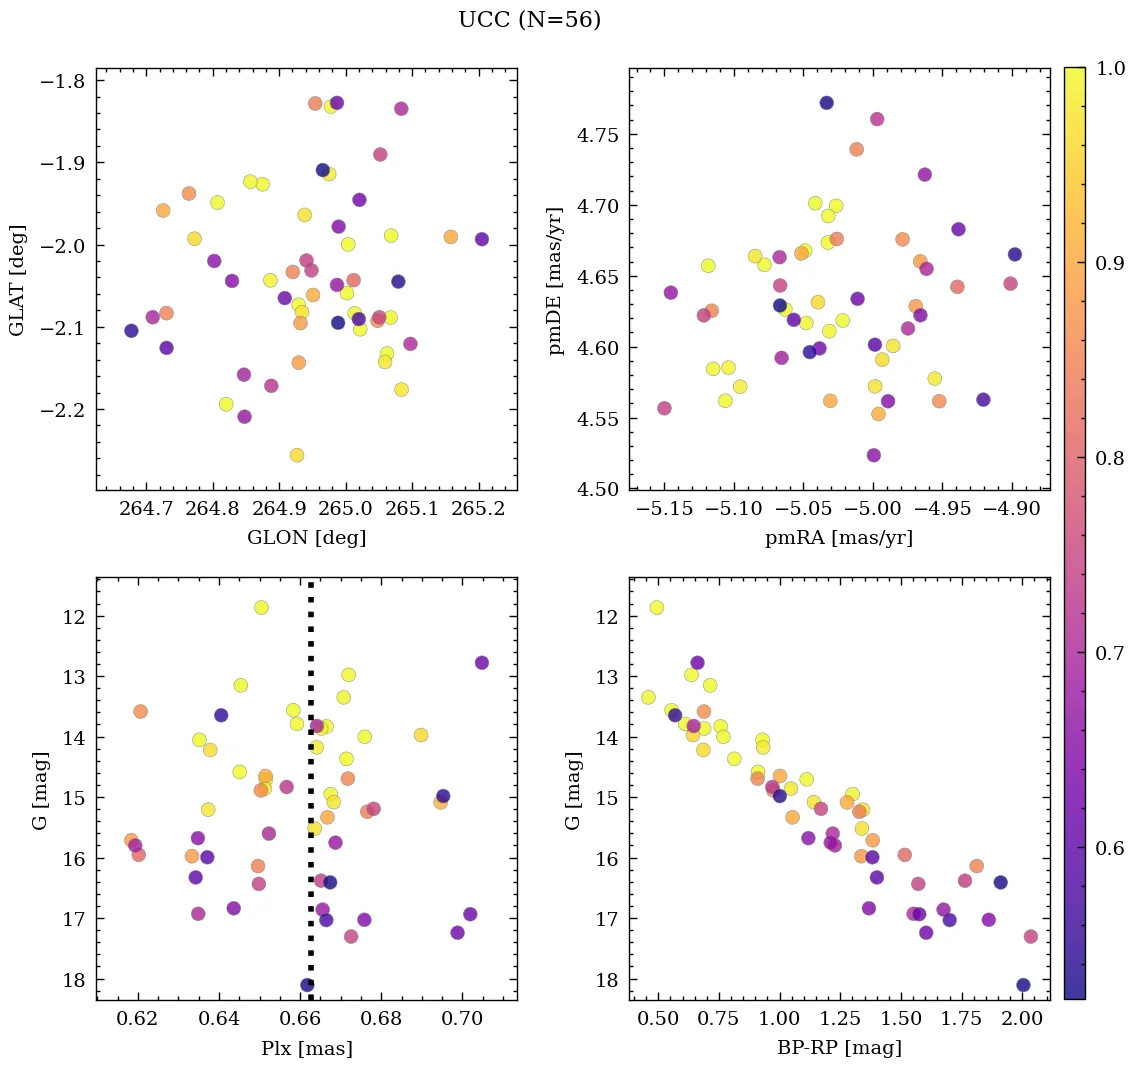 UCC (N=56)
−1.8
−1.9
−2.0
−2.1
−2.2
GLAT [deg]
264.7 264.8 264.9 265.0 265.1 265.2
GLON [deg]
4.75
4.70
4.65
4.60
4.55
4.50
pmDE [mas/yr]
−5.15 −5.10 −5.05 −5.00 −4.95 −4.90
pmRA [mas/yr]
12
13
14
15
16
17
18
G [mag]
0.62 0.64 0.66 0.68 0.70
Plx [mas]
12
13
14
15
16
17
18
G [mag]
0.50 0.75 1.00 1.25 1.50 1.75 2.00
BP-RP [mag]
1.0
0.9
0.8
0.7
0.6